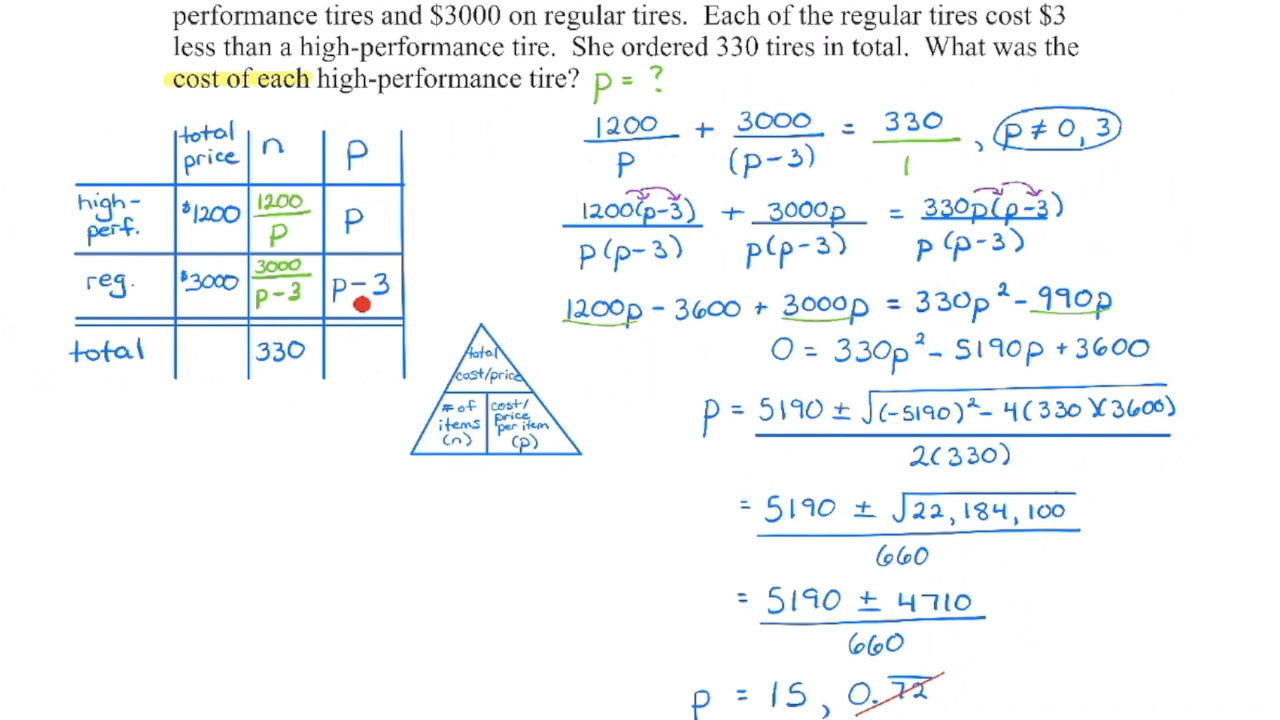 performance tires and $3000 on regular tires. Each of the regular tires cost $3
less than a high-performance tire. She ordered 330 tires in total. What was the
cost of each high-performance tire? p = ?
total price n p
high-perf. $1200 1200/p p
reg. $3000 3000/p-3 p-3
total 330
total cost/price
# of items (n)
cost/price per item (p)
1200/p + 3000/(p-3) = 330/1 , p ≠ 0, 3
1200(p-3)/p(p-3) + 3000p/p(p-3) = 330p(p-3)/p(p-3)
1200p - 3600 + 3000p = 330p² - 990p
0 = 330p² - 5190p + 3600
p = 5190 ± √(-5190)² - 4(330)(3600) / 2(330)
= 5190 ± √22,184,100 / 660
= 5190 ± 4710 / 660
p = 15, 0.7̅2̅